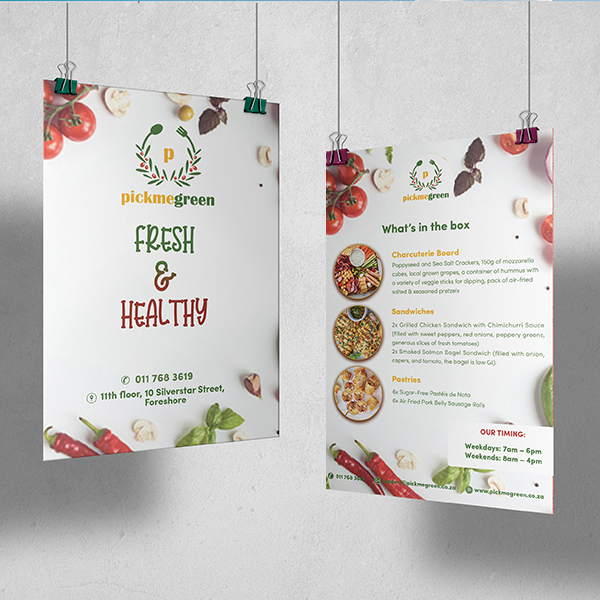 p
pickmegreen
FRESH
&
HEALTHY
011 768 3619
11th floor, 10 Silverstar Street,
Foreshore
p
pickmegreen
What's in the box
Charcuterie Board
Poppyseed and Sea Salt Crackers, 150g of mozzarella
cubes, local grown grapes, a container of hummus with
a variety of veggie sticks for dipping, pack of air-fried
salted & seasoned pretzels
Sandwiches
2x Grilled Chicken Sandwich with Chimichurri Sauce
(filled with sweet peppers, red onions, peppery greens,
generous slices of fresh tomatoes)
2x Smoked Salmon Bagel Sandwich (filled with onion,
capers, and tomato, the bagel is low GI).
Pastries
6x Sugar-Free Pastéis de Nata
6x Air Fried Pork Belly Sausage Rolls
OUR TIMING:
Weekdays: 7am – 6pm
Weekends: 8am – 4pm
011 768
www.pickmegreen.co.za